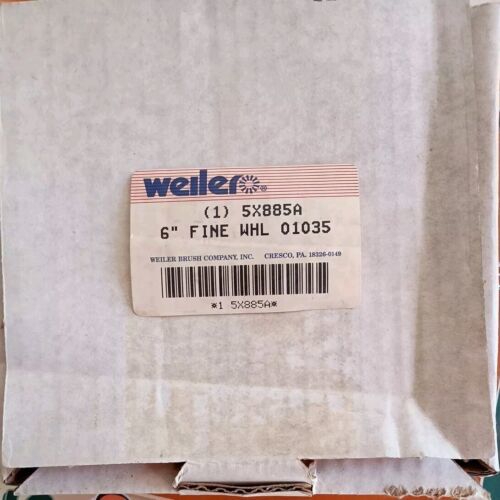 weiler®
(1) 5X885A
6" FINE WHL 01035
WEILER BRUSH COMPANY, INC. CRESCO, PA. 18326-0149
*1 5X885A*